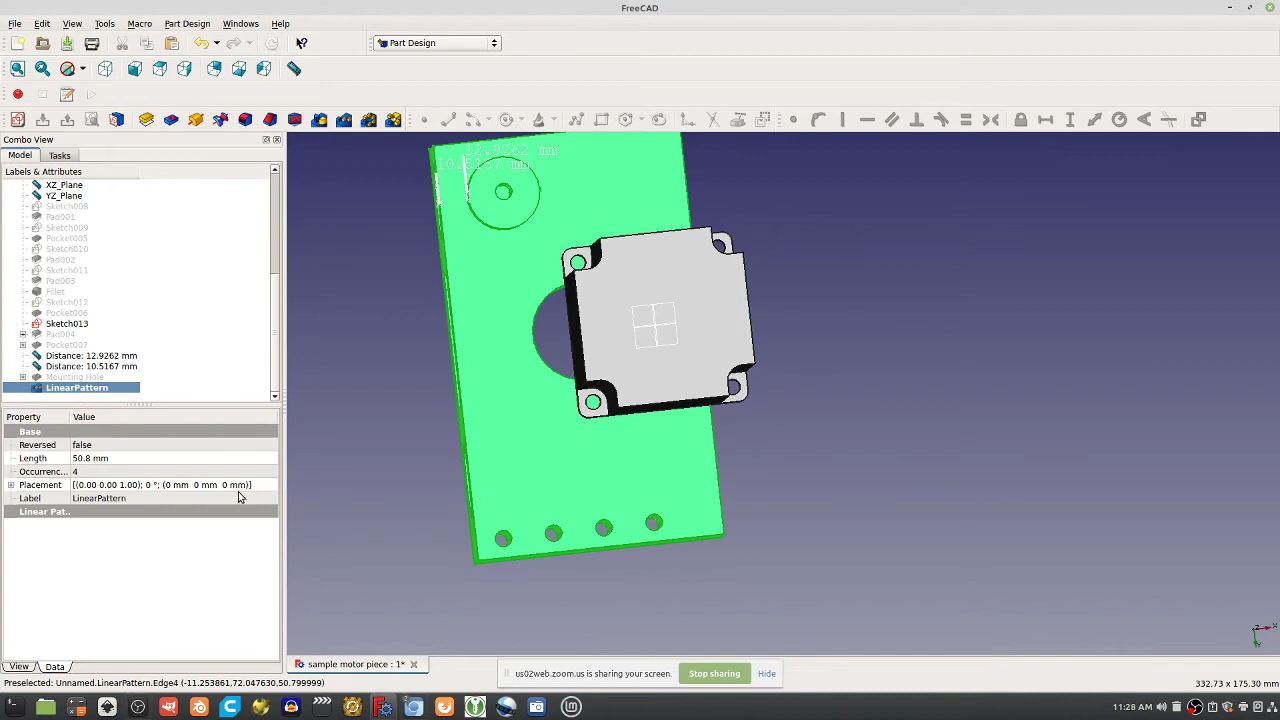 FreeCAD
File Edit View Tools Macro Part Design Windows Help
Part Design
Combo View
Model Tasks
Labels & Attributes
XZ_Plane
YZ_Plane
Sketch008
Pad001
Sketch009
Pocket005
Sketch010
Pad002
Sketch011
Pad003
Fillet
Sketch012
Pocket006
Sketch013
Pad004
Pocket007
Distance: 12.9262 mm
Distance: 10.5167 mm
Mounting Hole
LinearPattern
Property Value
Base
Reversed false
Length 50.8 mm
Occurrenc... 4
Placement [(0.00 0.00 1.00); 0 °; (0 mm 0 mm 0 mm)]
Label LinearPattern
Linear Pat..
View Data
12.9262 mm
10.5167 mm
sample motor piece : 1*
us02web.zoom.us is sharing your screen. Stop sharing Hide
Preselected: Unnamed.LinearPattern.Edge4 (-11.253861,72.047630,50.799999)
332.73 x 175.30 mm
11:28 AM